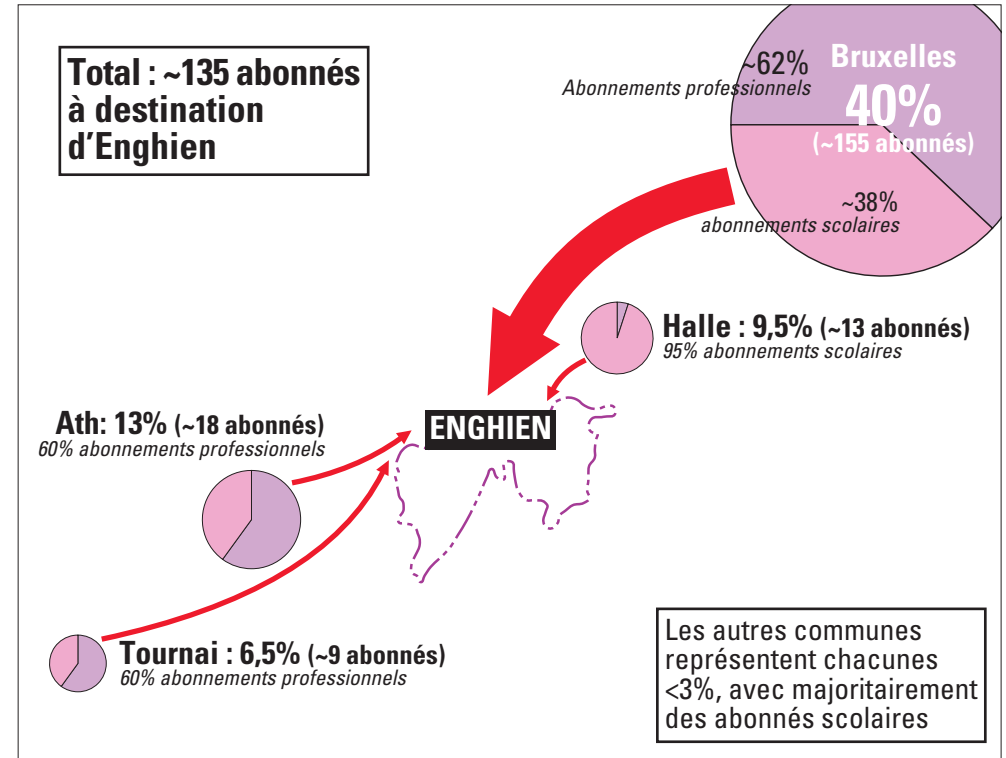 Total : ~135 abonnés
à destination
d'Enghien
~62%
Abonnements professionnels
Bruxelles
40%
(~155 abonnés)
~38%
abonnements scolaires
Halle : 9,5% (~13 abonnés)
95% abonnements scolaires
Ath: 13% (~18 abonnés)
60% abonnements professionnels
ENGHIEN
Tournai : 6,5% (~9 abonnés)
60% abonnements professionnels
Les autres communes
représentent chacunes
<3%, avec majoritairement
des abonnés scolaires